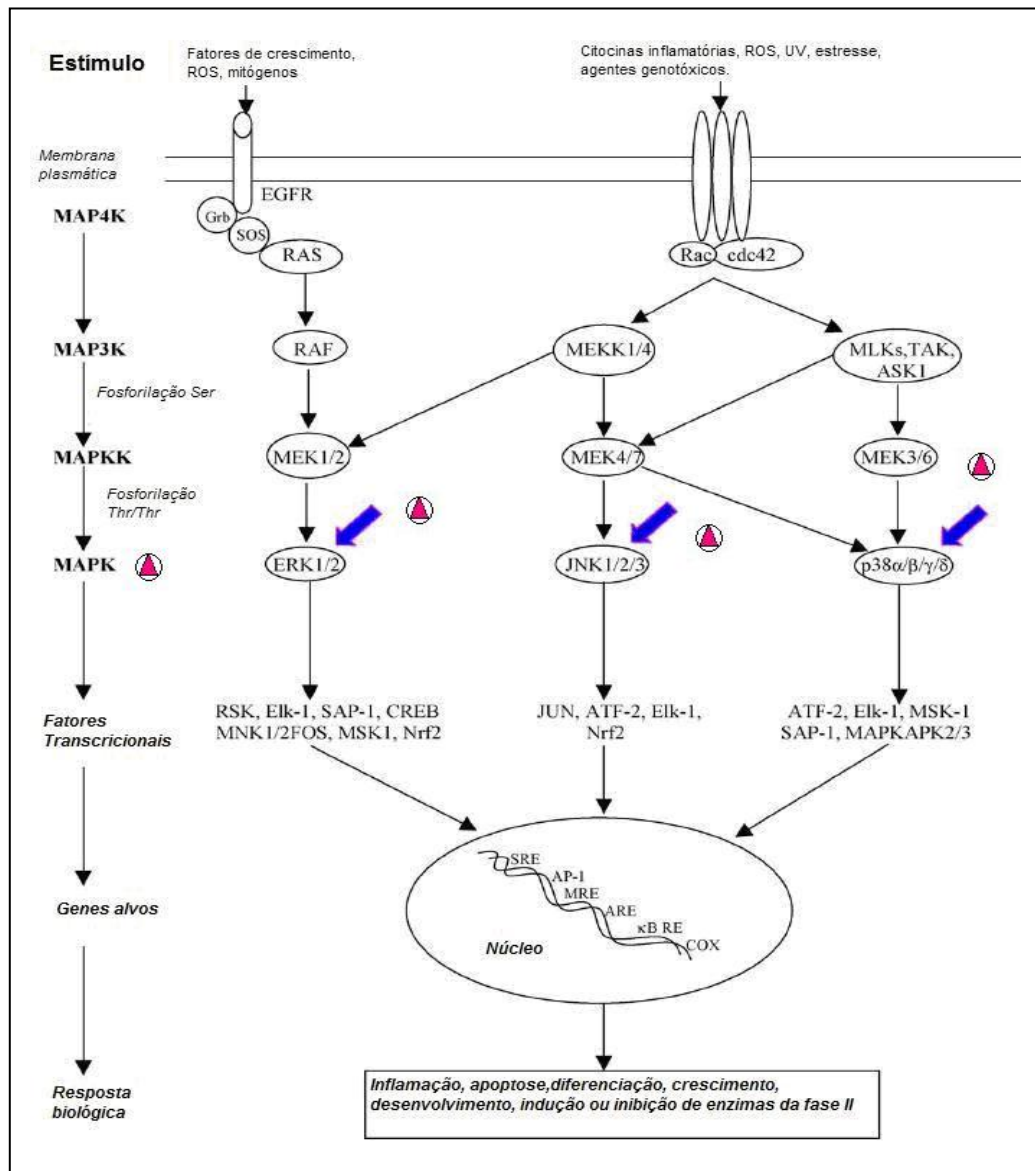 Estímulo
Fatores de crescimento,
ROS, mitógenos
Citocinas inflamatórias, ROS, UV, estresse,
agentes genotóxicos.
Membrana
plasmática
EGFR
MAP4K
Grb
SOS
RAS
Rac
cdc42
MAP3K
RAF
MEKK1/4
MLKs,TAK,
ASK1
Fosforilação Ser
MAPKK
MEK1/2
MEK4/7
MEK3/6
Fosforilação
Thr/Thr
MAPK
ERK1/2
JNK1/2/3
p38α/β/γ/δ
Fatores
Transcricionais
RSK, Elk-1, SAP-1, CREB
MNK1/2FOS, MSK1, Nrf2
JUN, ATF-2, Elk-1,
Nrf2
ATF-2, Elk-1, MSK-1
SAP-1, MAPKAPK2/3
Genes alvos
SRE
AP-1
MRE
ARE
κB RE
COX
Núcleo
Resposta
biológica
Inflamação, apoptose,diferenciação, crescimento,
desenvolvimento, indução ou inibição de enzimas da fase II